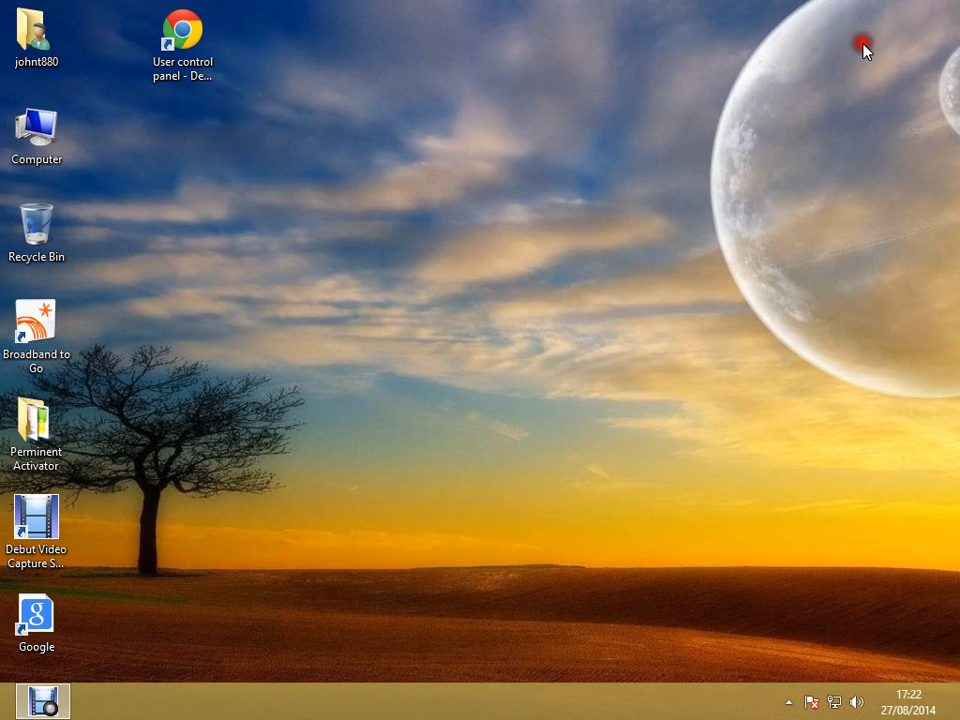 johnt880
User control
panel - De...
Computer
Recycle Bin
Broadband to
Go
Perminent
Activator
Debut Video
Capture S...
g
Google
17:22
27/08/2014